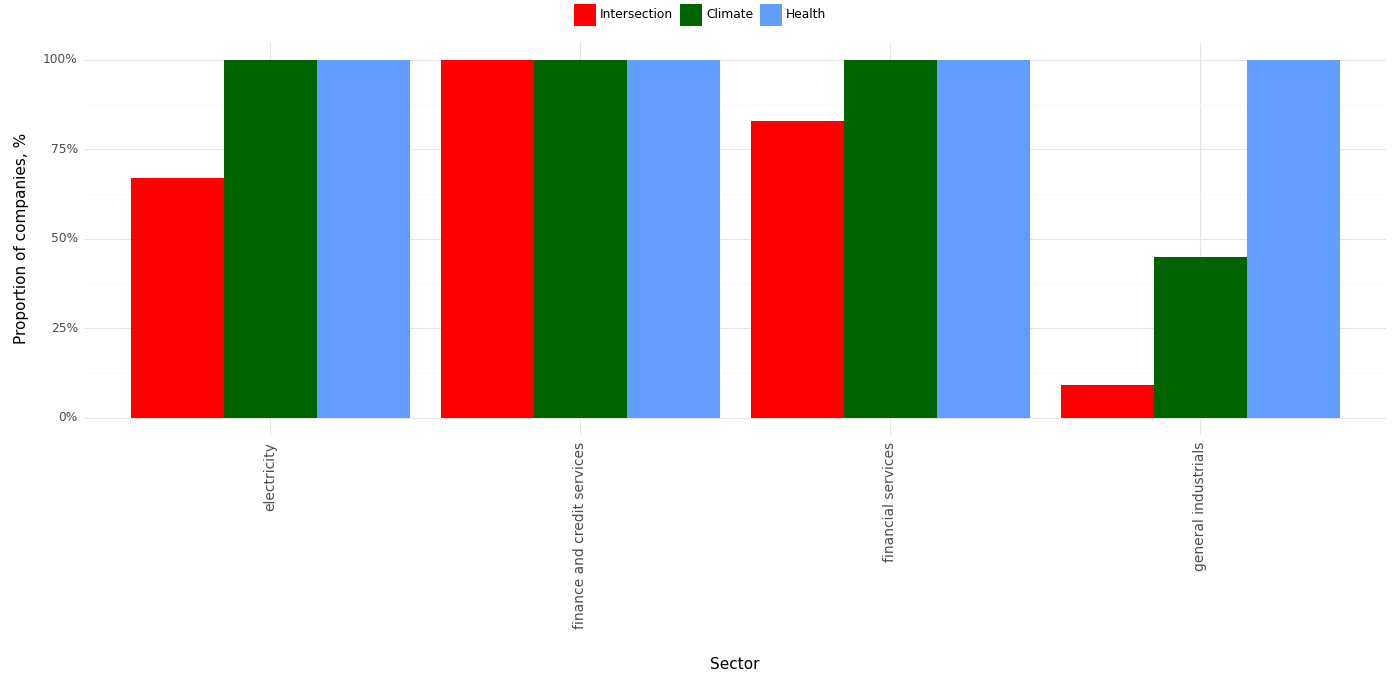 Intersection Climate Health
Proportion of companies, %
100%
75%
50%
25%
0%
electricity
finance and credit services
financial services
general industrials
Sector